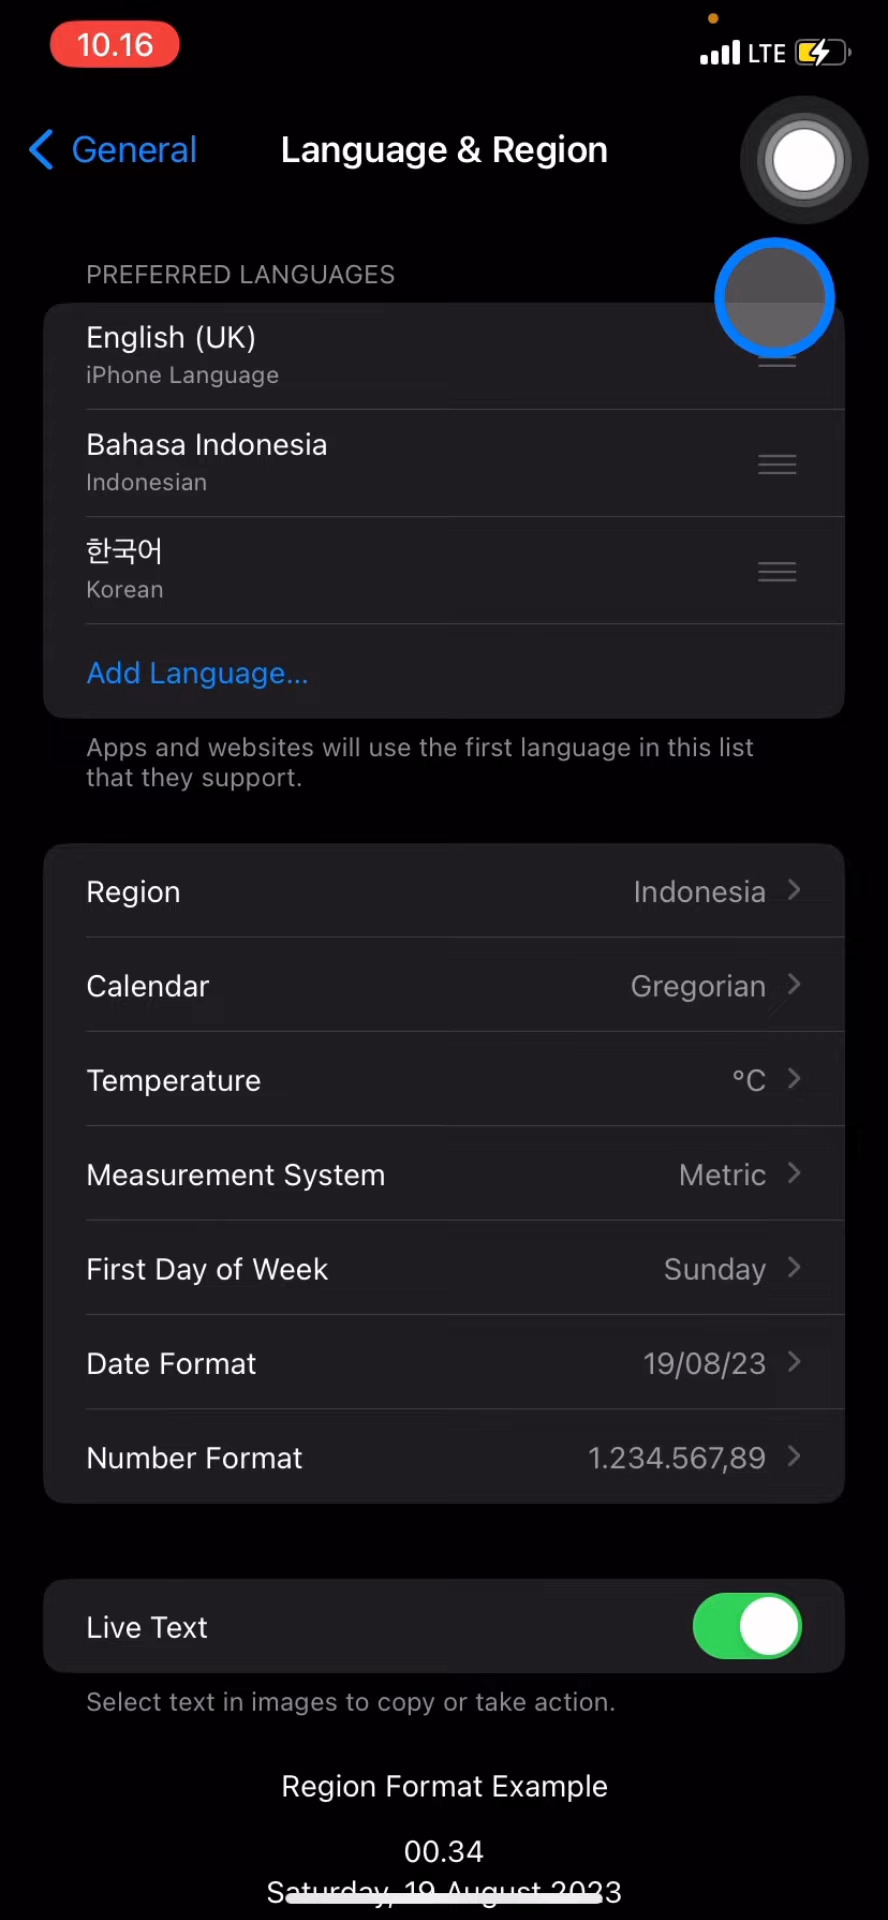 10.16
LTE
General
Language & Region
PREFERRED LANGUAGES
English (UK)
iPhone Language
Bahasa Indonesia
Indonesian
한국어
Korean
Add Language...
Apps and websites will use the first language in this list
that they support.
Region Indonesia
Calendar Gregorian
Temperature °C
Measurement System Metric
First Day of Week Sunday
Date Format 19/08/23
Number Format 1.234.567,89
Live Text
Select text in images to copy or take action.
Region Format Example
00.34
Saturday, 19 August 2023